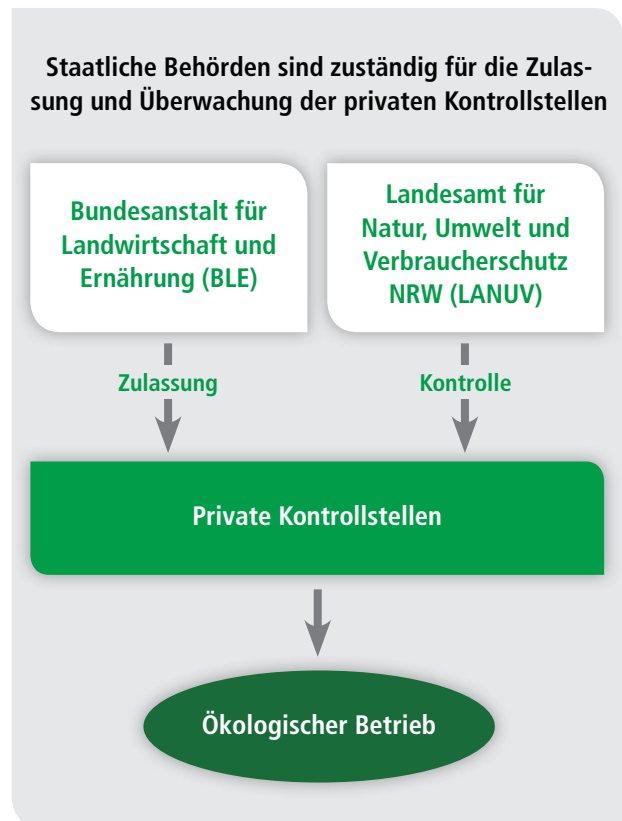 Staatliche Behörden sind zuständig für die Zulas-
sung und Überwachung der privaten Kontrollstellen
Bundesanstalt für
Landwirtschaft und
Ernährung (BLE)
Landesamt für
Natur, Umwelt und
Verbraucherschutz
NRW (LANUV)
Zulassung
Kontrolle
Private Kontrollstellen
Ökologischer Betrieb